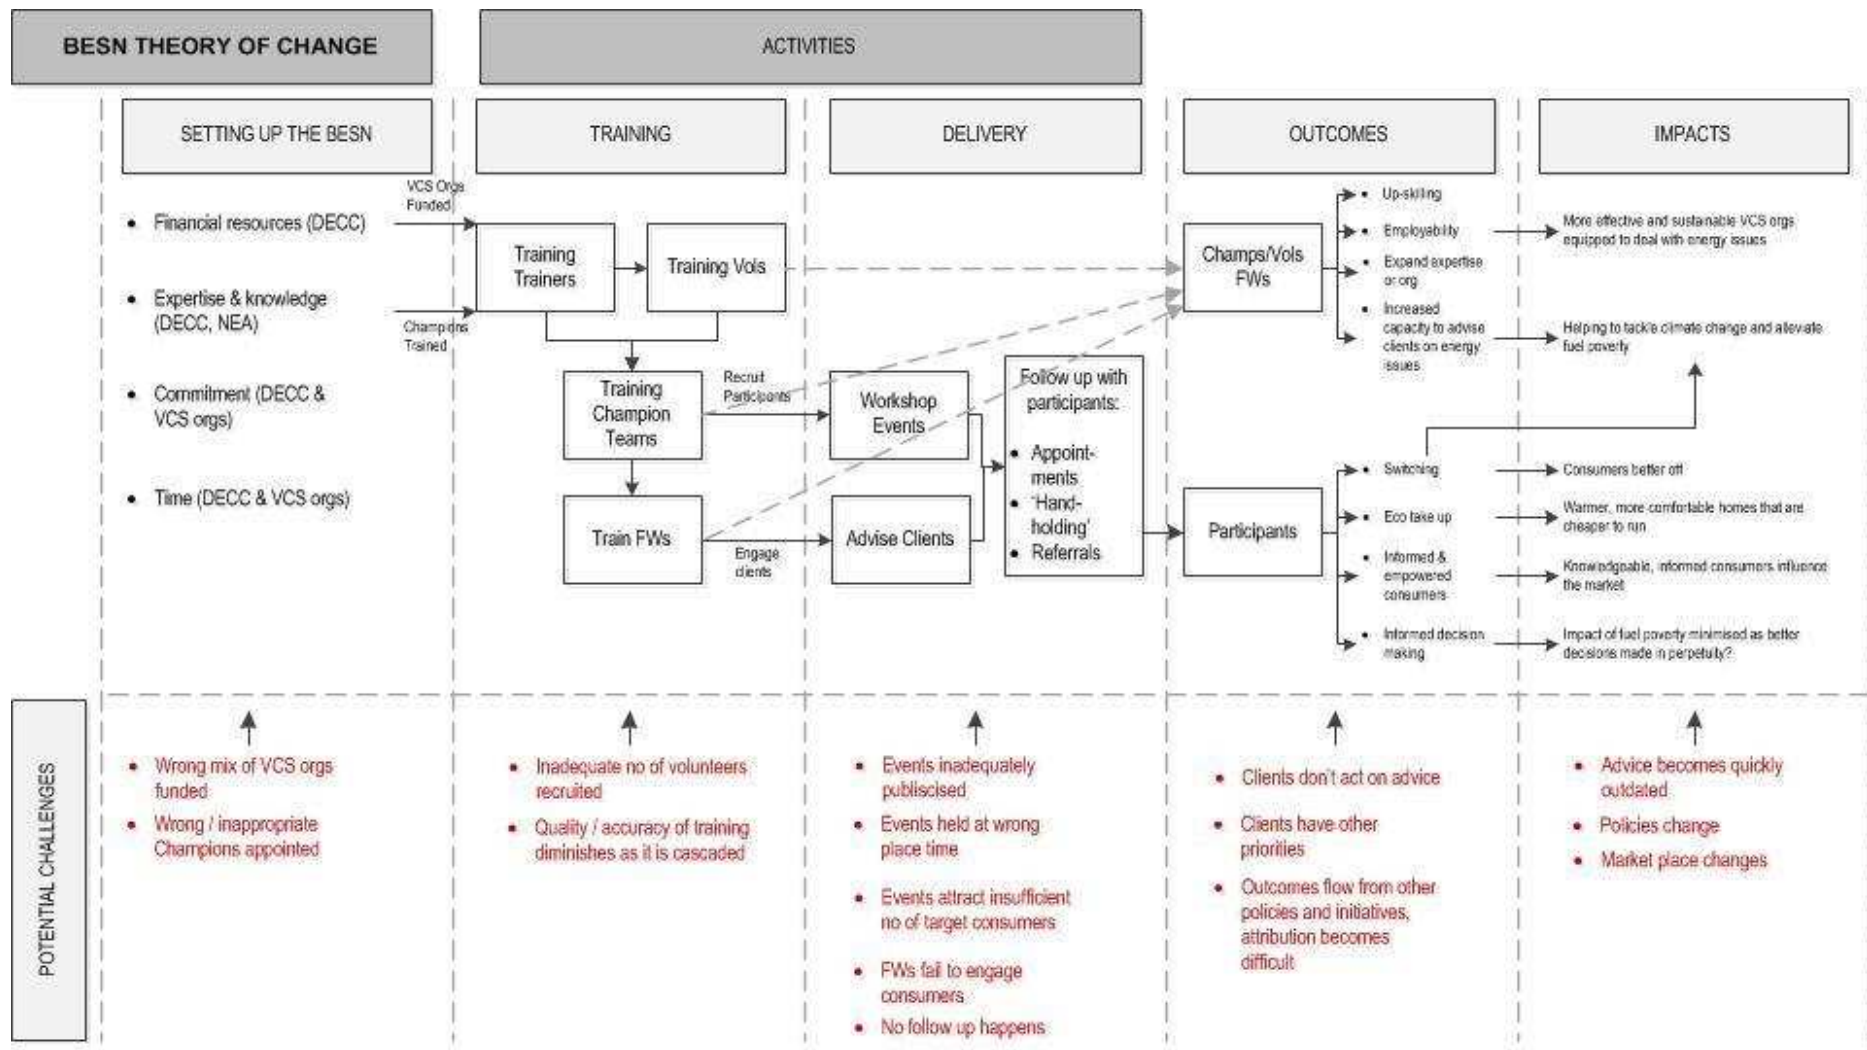 BESN THEORY OF CHANGE
ACTIVITIES
SETTING UP THE BESN
TRAINING
DELIVERY
OUTCOMES
IMPACTS
• Financial resources (DECC)
• Expertise & knowledge
(DECC, NEA)
• Commitment (DECC &
VCS orgs)
• Time (DECC & VCS orgs)
VCS Orgs
Funded
Champions
Trained
Training
Trainers
Training Vols
Training
Champion
Teams
Train FWs
Recruit
Participants
Engage
clients
Workshop
Events
Advise Clients
Follow up with
participants:
• Appoint-
ments
• 'Hand-
holding'
• Referrals
Champs/Vols
FWs
• Up-skilling
• Employability
• Expand expertise
or org
• Increased
capacity to advise
clients on energy
issues
More effective and sustainable VCS orgs
equipped to deal with energy issues
Helping to tackle climate change and alleviate
fuel poverty
Participants
• Switching
• Eco take up
• Informed &
empowered
consumers
• Informed decision
making
Consumers better off
Warmer, more comfortable homes that are
cheaper to run
Knowledgeable, informed consumers influence
the market
Impact of fuel poverty minimised as better
decisions made in perpetuity?
POTENTIAL CHALLENGES
• Wrong mix of VCS orgs
funded
• Wrong / inappropriate
Champions appointed
• Inadequate no of volunteers
recruited
• Quality / accuracy of training
diminishes as it is cascaded
• Events inadequately
publiscised
• Events held at wrong
place time
• Events attract insufficient
no of target consumers
• FWs fail to engage
consumers
• No follow up happens
• Clients don't act on advice
• Clients have other
priorities
• Outcomes flow from other
policies and initiatives,
attribution becomes
difficult
• Advice becomes quickly
outdated
• Policies change
• Market place changes